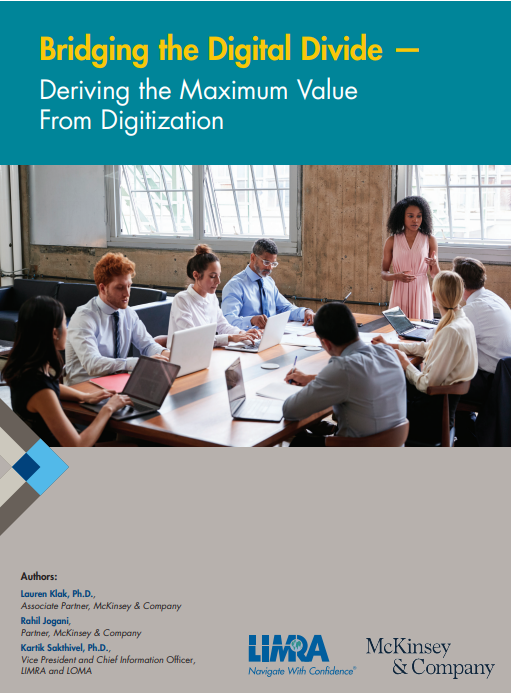 Bridging the Digital Divide —
Deriving the Maximum Value
From Digitization
Authors:
Lauren Klak, Ph.D.,
Associate Partner, McKinsey & Company
Rahil Jogani,
Partner, McKinsey & Company
Kartik Sakthivel, Ph.D.,
Vice President and Chief Information Officer,
LIMRA and LOMA
LIMRA
Navigate With Confidence®
McKinsey
& Company